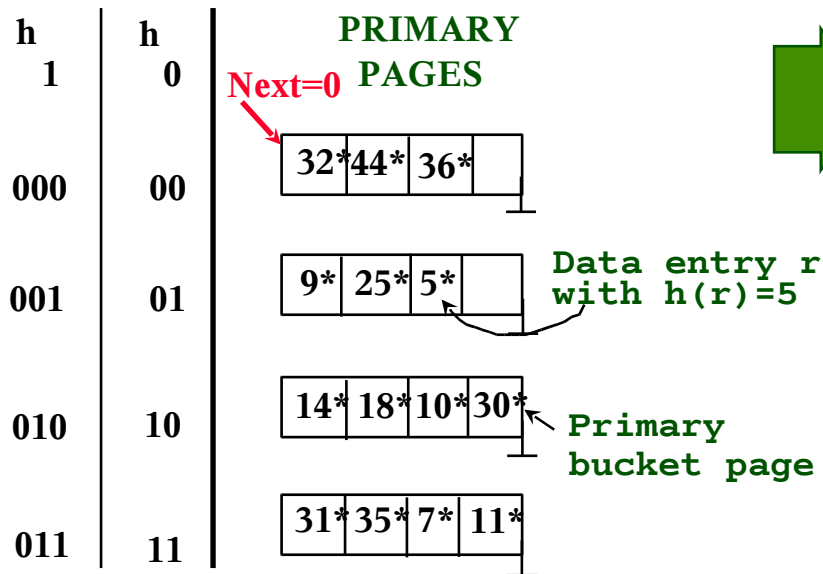 h h PRIMARY
1 0 PAGES
Next=0
32* 44* 36*
000 00
9* 25* 5*
Data entry r
with h(r)=5
001 01
14* 18* 10* 30*
010 10
Primary
bucket page
31* 35* 7* 11*
011 11